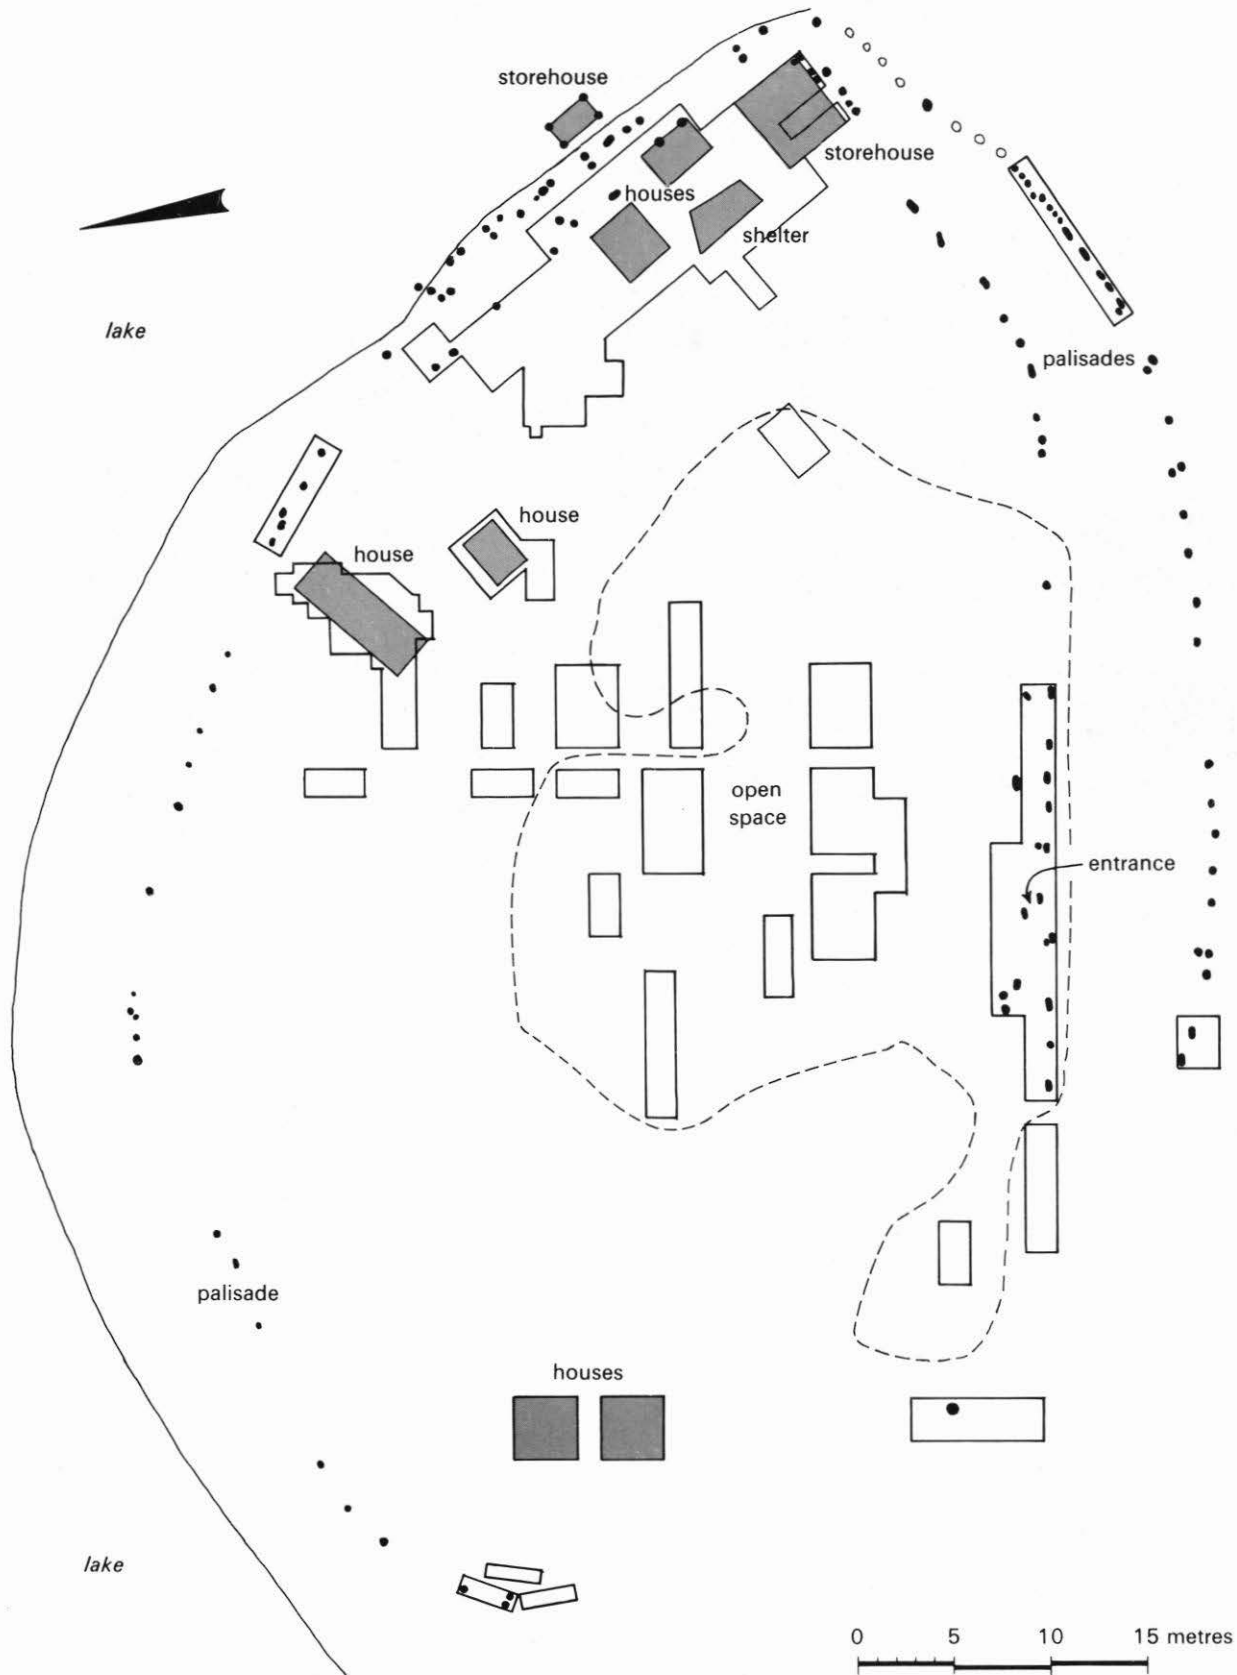 storehouse
storehouse
houses
shelter
lake
palisades
house
house
open
space
entrance
palisade
houses
lake
0 5 10 15 metres